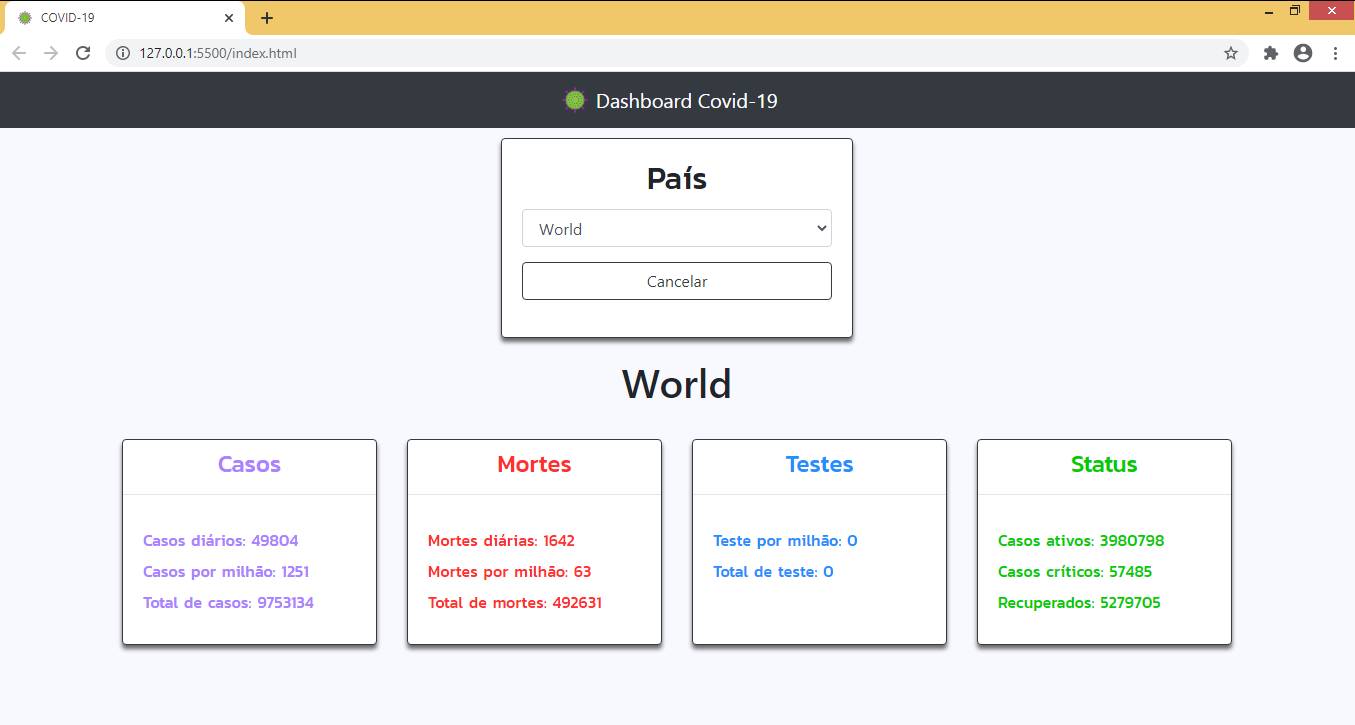 COVID-19
127.0.0.1:5500/index.html
Dashboard Covid-19
País
World
Cancelar
World
Casos
Casos diários: 49804
Casos por milhão: 1251
Total de casos: 9753134
Mortes
Mortes diárias: 1642
Mortes por milhão: 63
Total de mortes: 492631
Testes
Teste por milhão: 0
Total de teste: 0
Status
Casos ativos: 3980798
Casos críticos: 57485
Recuperados: 5279705